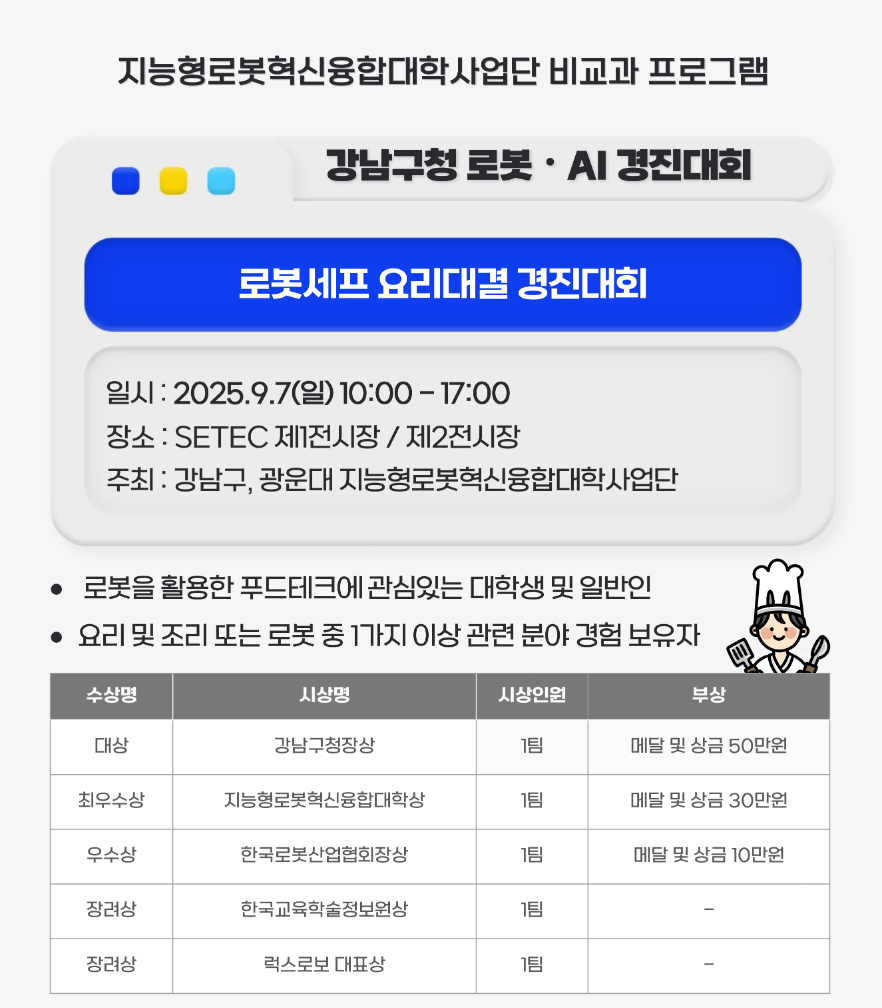 지능형로봇혁신융합대학사업단 비교과 프로그램
강남구청 로봇 · AI 경진대회
로봇셰프 요리대결 경진대회
일시 : 2025.9.7(일) 10:00 – 17:00
장소 : SETEC 제1전시장 / 제2전시장
주최 : 강남구, 광운대 지능형로봇혁신융합대학사업단
• 로봇을 활용한 푸드테크에 관심있는 대학생 및 일반인
• 요리 및 조리 또는 로봇 중 1가지 이상 관련 분야 경험 보유자
수상명 시상명 시상인원 부상
대상 강남구청장상 1팀 메달 및 상금 50만원
최우수상 지능형로봇혁신융합대학상 1팀 메달 및 상금 30만원
우수상 한국로봇산업협회장상 1팀 메달 및 상금 10만원
장려상 한국교육학술정보원상 1팀 –
장려상 럭스로보 대표상 1팀 –